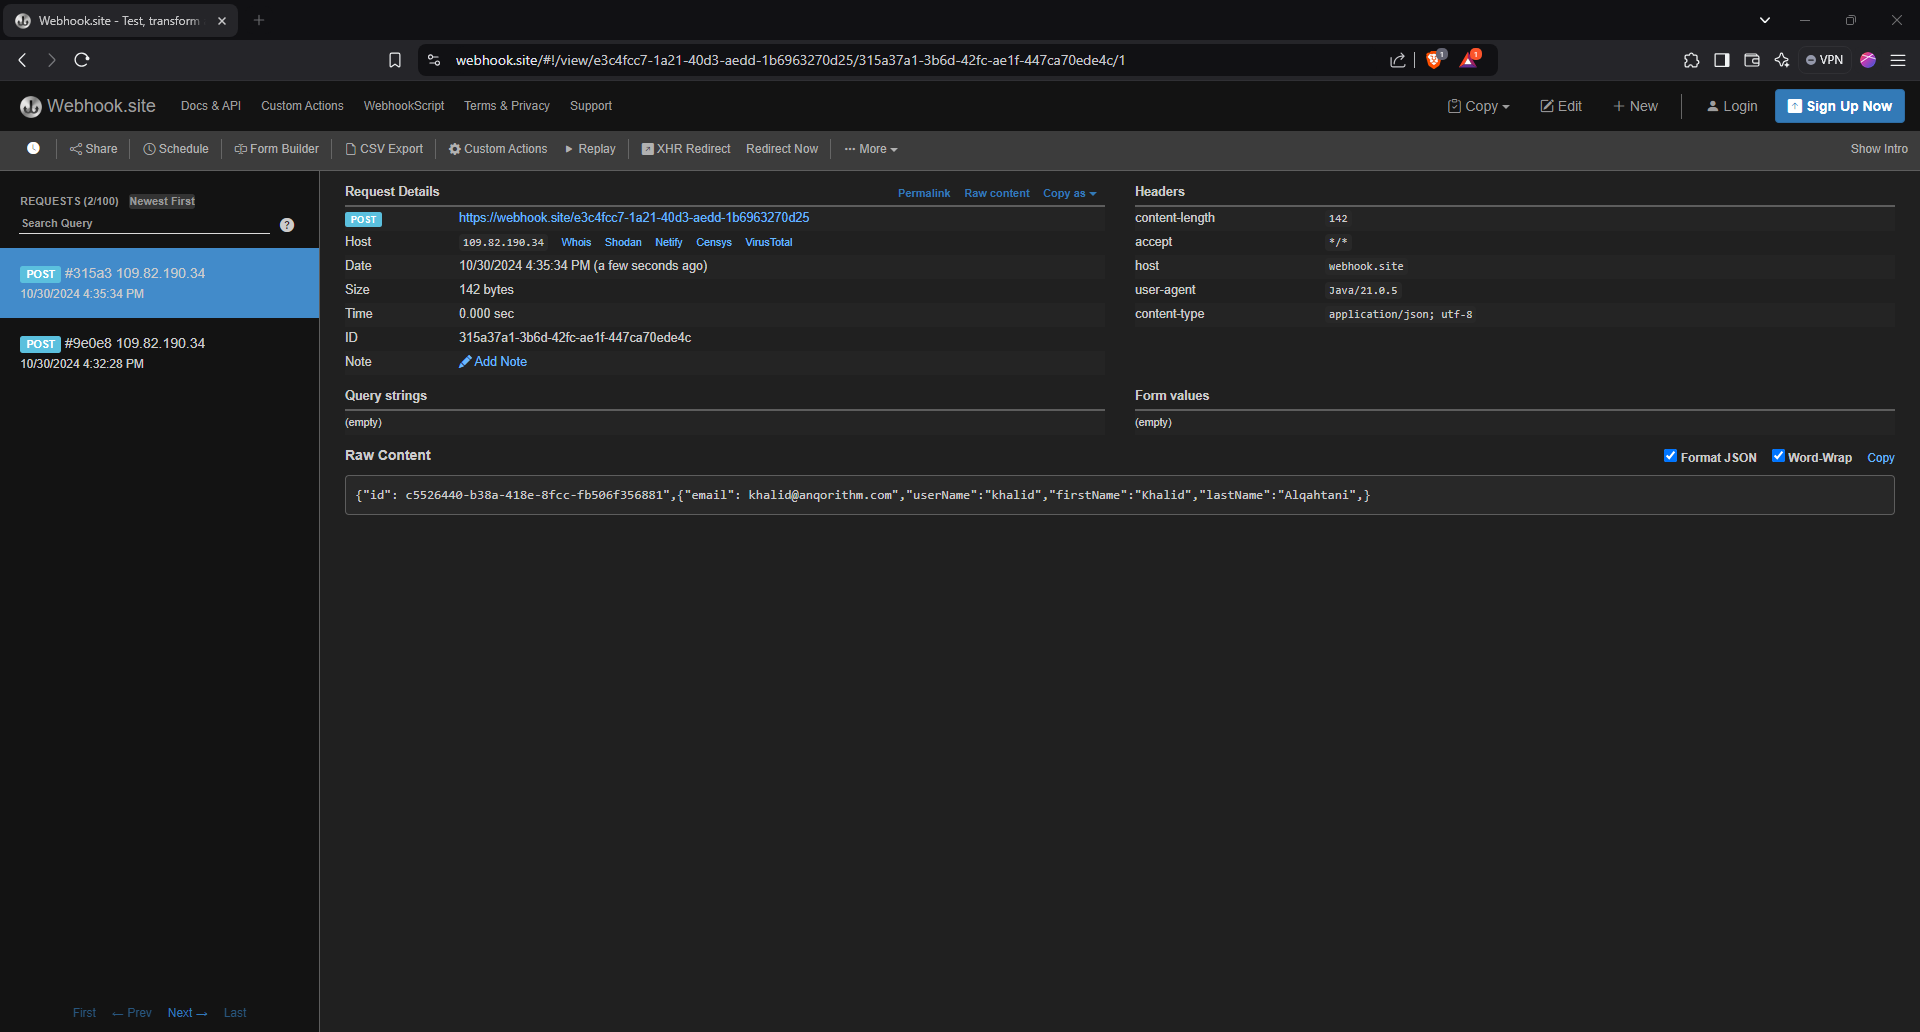 Webhook.site - Test, transform
webhook.site/#!/view/e3c4fcc7-1a21-40d3-aedd-1b6963270d25/315a37a1-3b6d-42fc-ae1f-447ca70ede4c/1
1
1
VPN
Webhook.site Docs & API Custom Actions WebhookScript Terms & Privacy Support Copy Edit + New Login Sign Up Now
Share Schedule Form Builder CSV Export Custom Actions Replay XHR Redirect Redirect Now ··· More Show Intro
REQUESTS (2/100) Newest First
Search Query ?
POST #315a3 109.82.190.34
10/30/2024 4:35:34 PM
POST #9e0e8 109.82.190.34
10/30/2024 4:32:28 PM
First ← Prev Next → Last
Request Details Permalink Raw content Copy as
POST https://webhook.site/e3c4fcc7-1a21-40d3-aedd-1b6963270d25
Host 109.82.190.34 Whois Shodan Netify Censys VirusTotal
Date 10/30/2024 4:35:34 PM (a few seconds ago)
Size 142 bytes
Time 0.000 sec
ID 315a37a1-3b6d-42fc-ae1f-447ca70ede4c
Note Add Note
Headers
content-length 142
accept */*
host webhook.site
user-agent Java/21.0.5
content-type application/json; utf-8
Query strings
(empty)
Form values
(empty)
Raw Content Format JSON Word-Wrap Copy
{"id": c5526440-b38a-418e-8fcc-fb506f356881",{"email": khalid@anqorithm.com","userName":"khalid","firstName":"Khalid","lastName":"Alqahtani",}